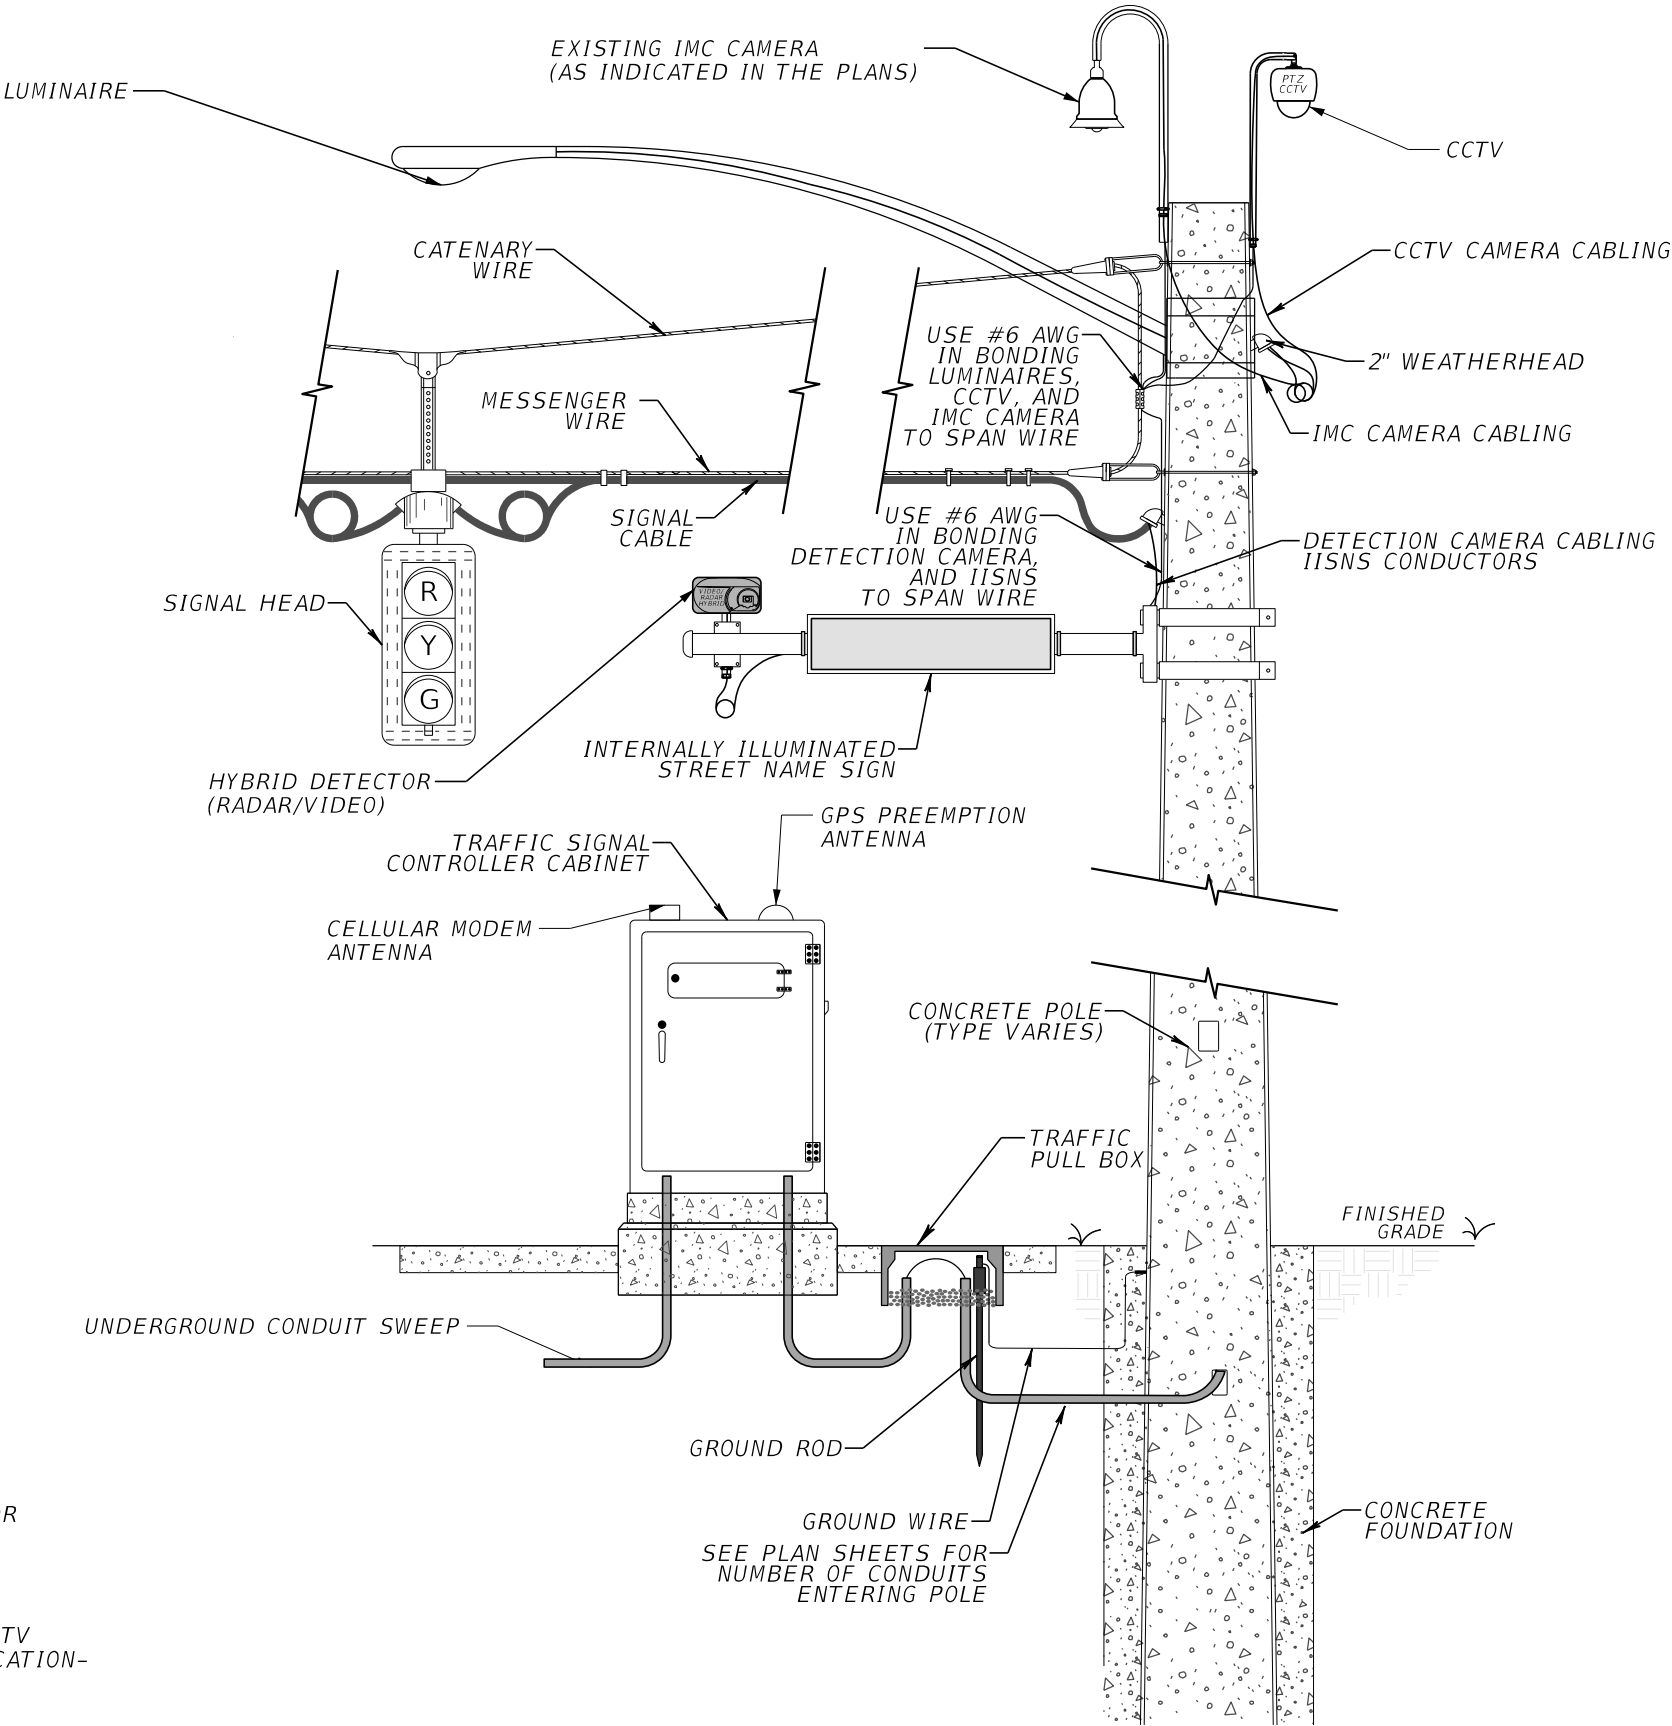 EXISTING IMC CAMERA
(AS INDICATED IN THE PLANS)
LUMINAIRE
PTZ
CCTV
CCTV
CATENARY
WIRE
CCTV CAMERA CABLING
USE #6 AWG
IN BONDING
LUMINAIRES,
CCTV, AND
IMC CAMERA
TO SPAN WIRE
2" WEATHERHEAD
MESSENGER
WIRE
IMC CAMERA CABLING
SIGNAL
CABLE
USE #6 AWG
IN BONDING
DETECTION CAMERA,
AND IISNS
TO SPAN WIRE
DETECTION CAMERA CABLING
IISNS CONDUCTORS
SIGNAL HEAD
R
Y
G
VIDEO/
RADAR
HYBRID
INTERNALLY ILLUMINATED
STREET NAME SIGN
HYBRID DETECTOR
(RADAR/VIDEO)
GPS PREEMPTION
ANTENNA
TRAFFIC SIGNAL
CONTROLLER CABINET
CELLULAR MODEM
ANTENNA
CONCRETE POLE
(TYPE VARIES)
TRAFFIC
PULL BOX
FINISHED
GRADE
UNDERGROUND CONDUIT SWEEP
GROUND ROD
GROUND WIRE
SEE PLAN SHEETS FOR
NUMBER OF CONDUITS
ENTERING POLE
CONCRETE
FOUNDATION
OR
TV
CATION-